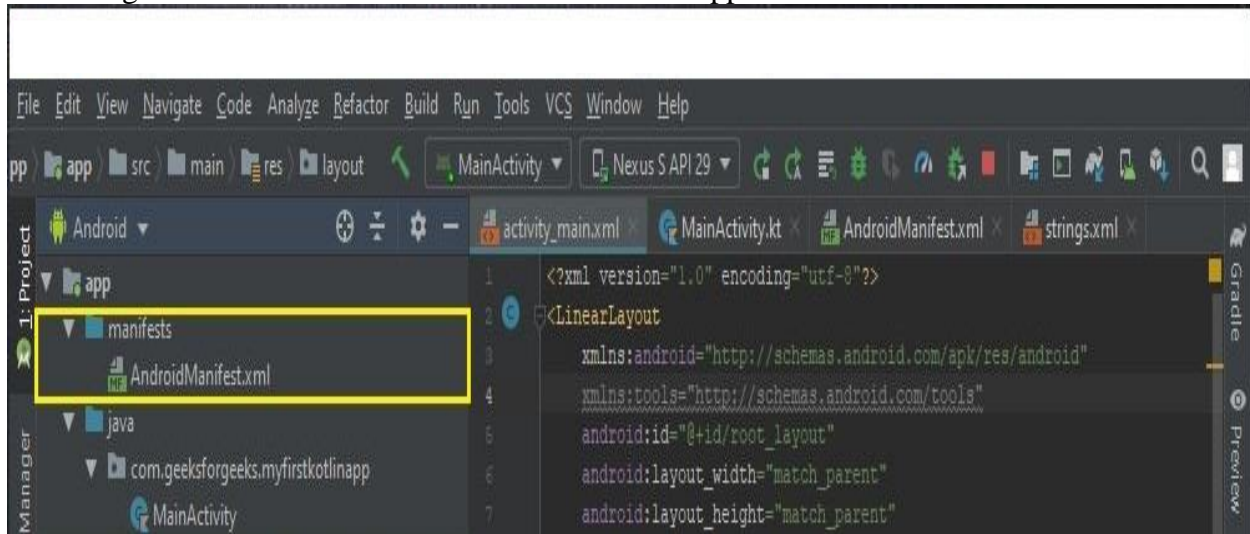 File Edit View Navigate Code Analyze Refactor Build Run Tools VCS Window Help
pp app src main res layout MainActivity Nexus S API 29
1: Project
Android
app
manifests
AndroidManifest.xml
java
com.geeksforgeeks.myfirstkotlinapp
MainActivity
Manager
activity_main.xml MainActivity.kt AndroidManifest.xml strings.xml
1 <?xml version="1.0" encoding="utf-8"?>
2 <LinearLayout
3 xmlns:android="http://schemas.android.com/apk/res/android"
4 xmlns:tools="http://schemas.android.com/tools"
5 android:id="@+id/root_layout"
6 android:layout_width="match_parent"
7 android:layout_height="match_parent"
Gradle
Preview